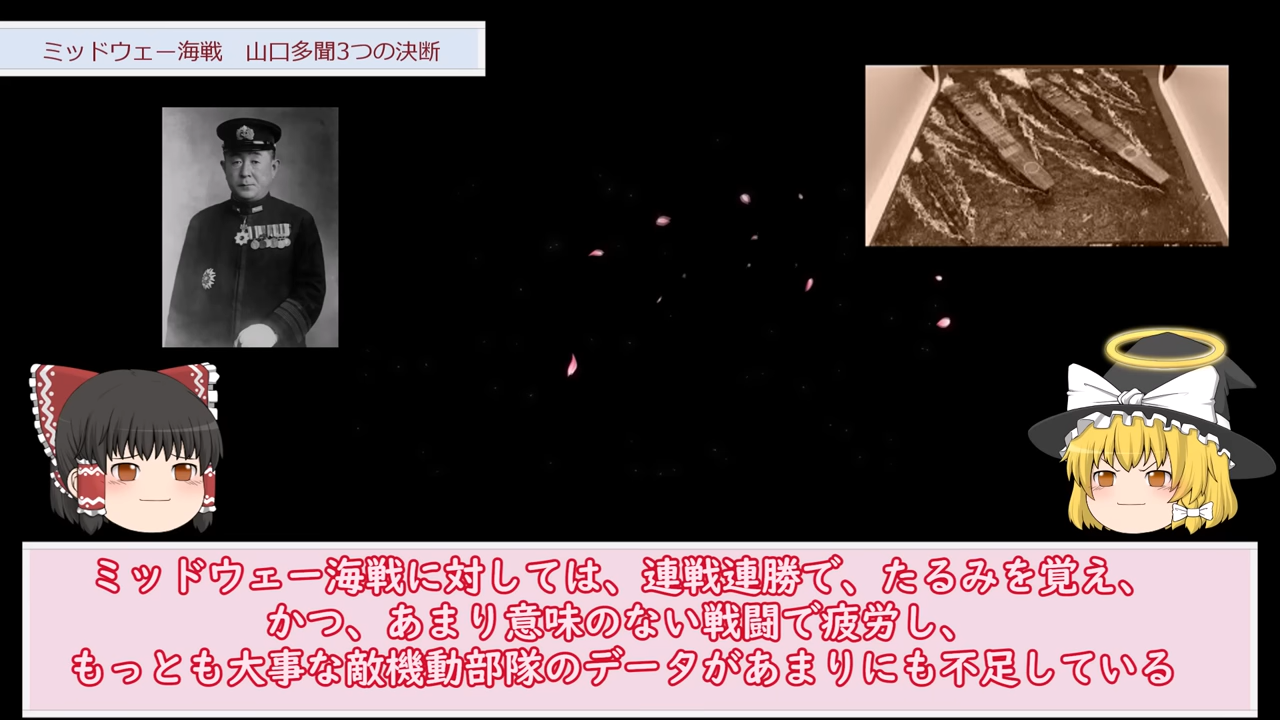 ミッドウェー海戦　山口多聞3つの決断
ミッドウェー海戦に対しては、連戦連勝で、たるみを覚え、
かつ、あまり意味のない戦闘で疲労し、
もっとも大事な敵機動部隊のデータがあまりにも不足している